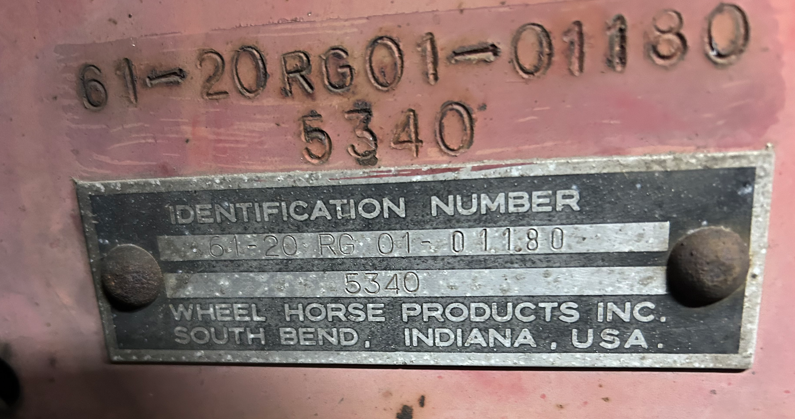 61-20RG01-01180
5340
IDENTIFICATION NUMBER
61-20 RG 01-01180
5340
WHEEL HORSE PRODUCTS INC.
SOUTH BEND, INDIANA, USA.